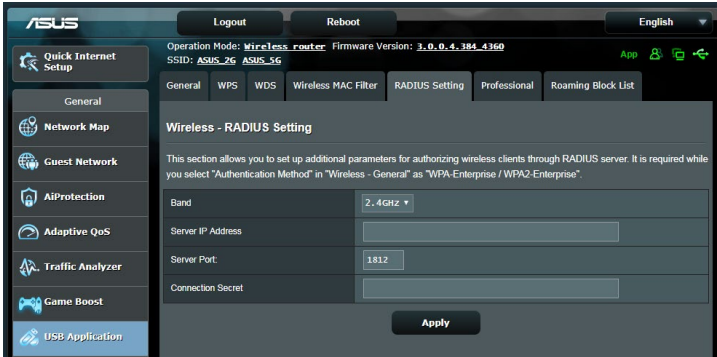 ASUS
Logout
Reboot
English
Quick Internet
Setup
General
Network Map
Guest Network
AiProtection
Adaptive QoS
Traffic Analyzer
Game Boost
USB Application
Operation Mode: Wireless router Firmware Version: 3.0.0.4.384_4360
SSID: ASUS_2G ASUS_5G
App
General WPS WDS Wireless MAC Filter RADIUS Setting Professional Roaming Block List
Wireless - RADIUS Setting
This section allows you to set up additional parameters for authorizing wireless clients through RADIUS server. It is required while
you select "Authentication Method" in "Wireless - General" as "WPA-Enterprise / WPA2-Enterprise".
Band 2.4GHz
Server IP Address
Server Port: 1812
Connection Secret
Apply